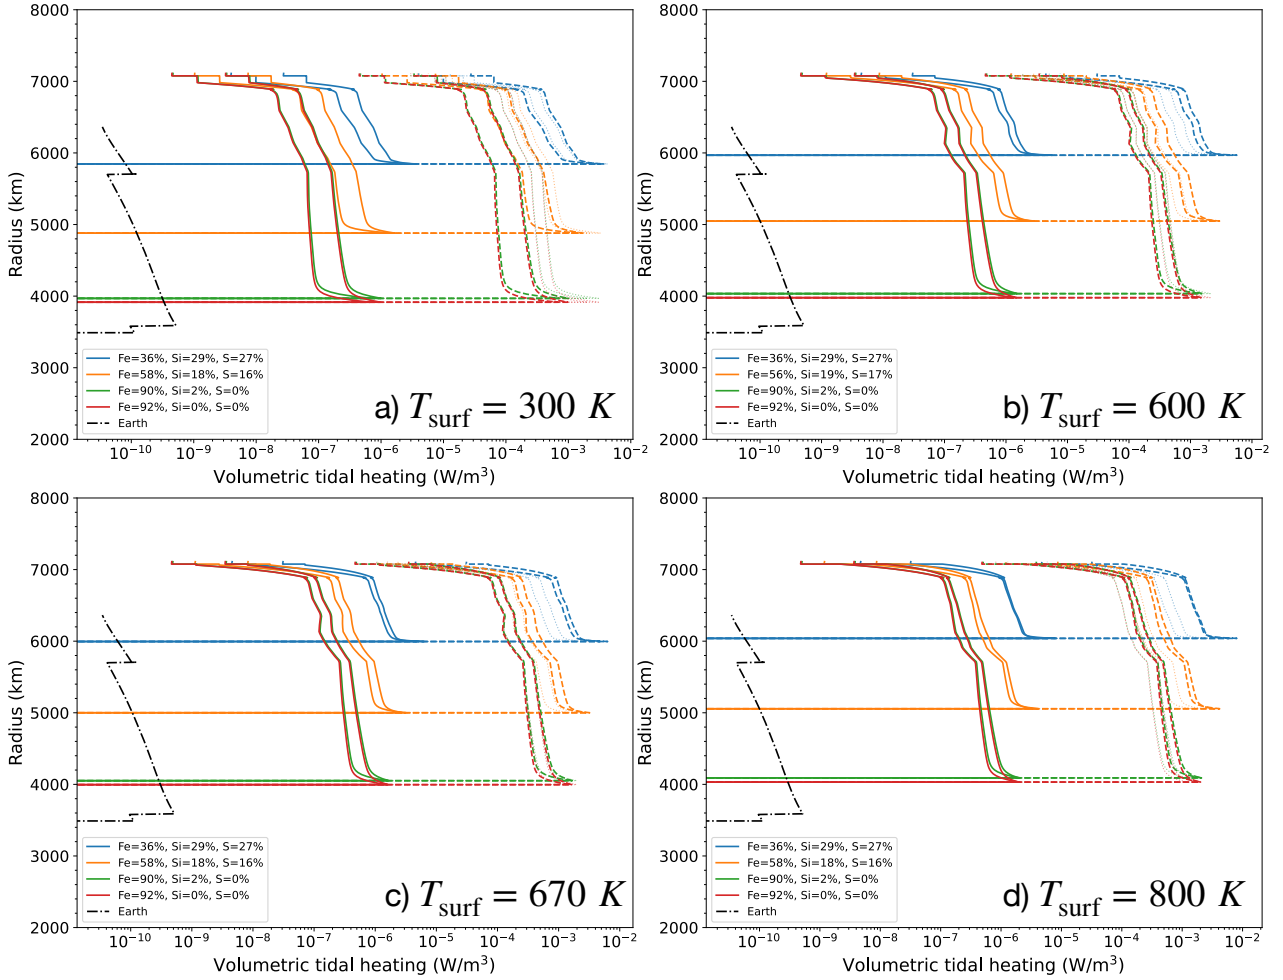 8000
7000
6000
5000
4000
3000
2000
Radius (km)
Fe=36%, Si=29%, S=27%
Fe=58%, Si=18%, S=16%
Fe=90%, Si=2%, S=0%
Fe=92%, Si=0%, S=0%
Earth
a) T_surf = 300 K
10⁻¹⁰ 10⁻⁹ 10⁻⁸ 10⁻⁷ 10⁻⁶ 10⁻⁵ 10⁻⁴ 10⁻³ 10⁻²
Volumetric tidal heating (W/m³)
8000
7000
6000
5000
4000
3000
2000
Radius (km)
Fe=36%, Si=29%, S=27%
Fe=56%, Si=19%, S=17%
Fe=90%, Si=2%, S=0%
Fe=92%, Si=0%, S=0%
Earth
b) T_surf = 600 K
10⁻¹⁰ 10⁻⁹ 10⁻⁸ 10⁻⁷ 10⁻⁶ 10⁻⁵ 10⁻⁴ 10⁻³ 10⁻²
Volumetric tidal heating (W/m³)
8000
7000
6000
5000
4000
3000
2000
Radius (km)
Fe=36%, Si=29%, S=27%
Fe=58%, Si=18%, S=16%
Fe=90%, Si=2%, S=0%
Fe=92%, Si=0%, S=0%
Earth
c) T_surf = 670 K
10⁻¹⁰ 10⁻⁹ 10⁻⁸ 10⁻⁷ 10⁻⁶ 10⁻⁵ 10⁻⁴ 10⁻³ 10⁻²
Volumetric tidal heating (W/m³)
8000
7000
6000
5000
4000
3000
2000
Radius (km)
Fe=36%, Si=29%, S=27%
Fe=58%, Si=18%, S=16%
Fe=90%, Si=2%, S=0%
Fe=92%, Si=0%, S=0%
Earth
d) T_surf = 800 K
10⁻¹⁰ 10⁻⁹ 10⁻⁸ 10⁻⁷ 10⁻⁶ 10⁻⁵ 10⁻⁴ 10⁻³ 10⁻²
Volumetric tidal heating (W/m³)